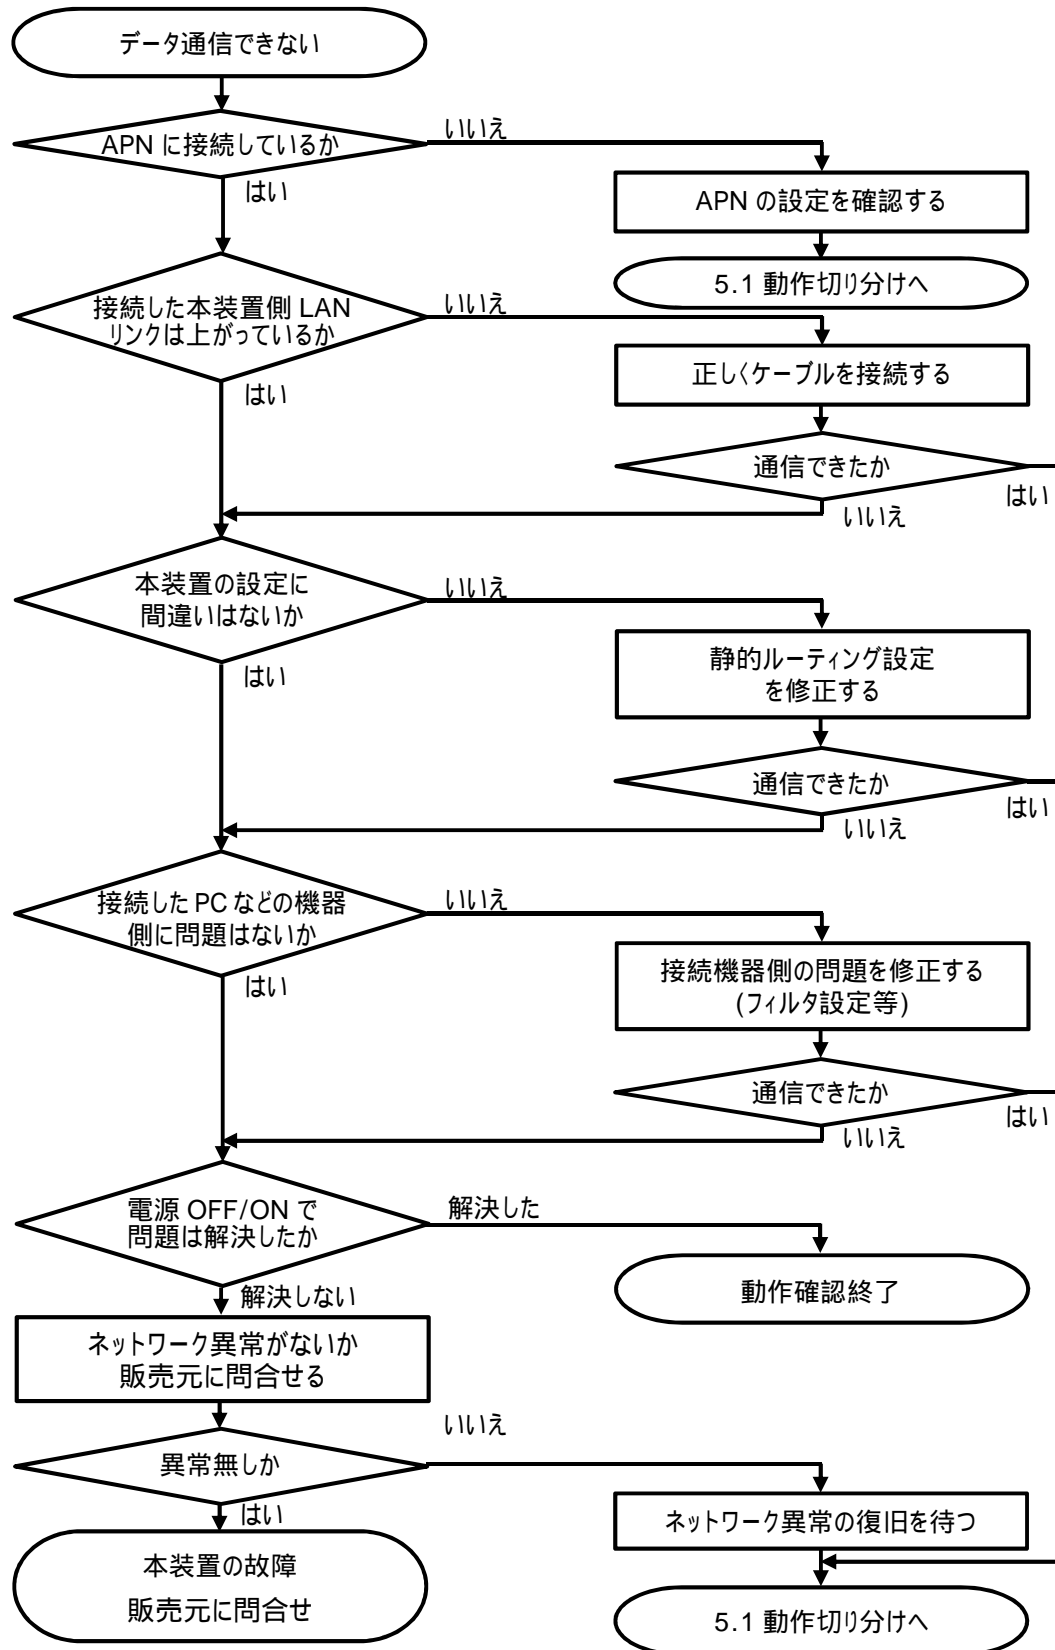 データ通信できない
APN に接続しているか
いいえ
はい
APN の設定を確認する
5.1 動作切り分けへ
接続した本装置側 LAN
リンクは上がっているか
いいえ
はい
正しくケーブルを接続する
通信できたか
はい
いいえ
本装置の設定に
間違いはないか
いいえ
はい
静的ルーティング設定
を修正する
通信できたか
はい
いいえ
接続した PC などの機器
側に問題はないか
いいえ
はい
接続機器側の問題を修正する
(フィルタ設定等)
通信できたか
はい
いいえ
電源 OFF/ON で
問題は解決したか
解決した
解決しない
動作確認終了
ネットワーク異常がないか
販売元に問合せる
異常無しか
いいえ
はい
ネットワーク異常の復旧を待つ
本装置の故障
販売元に問合せ
5.1 動作切り分けへ